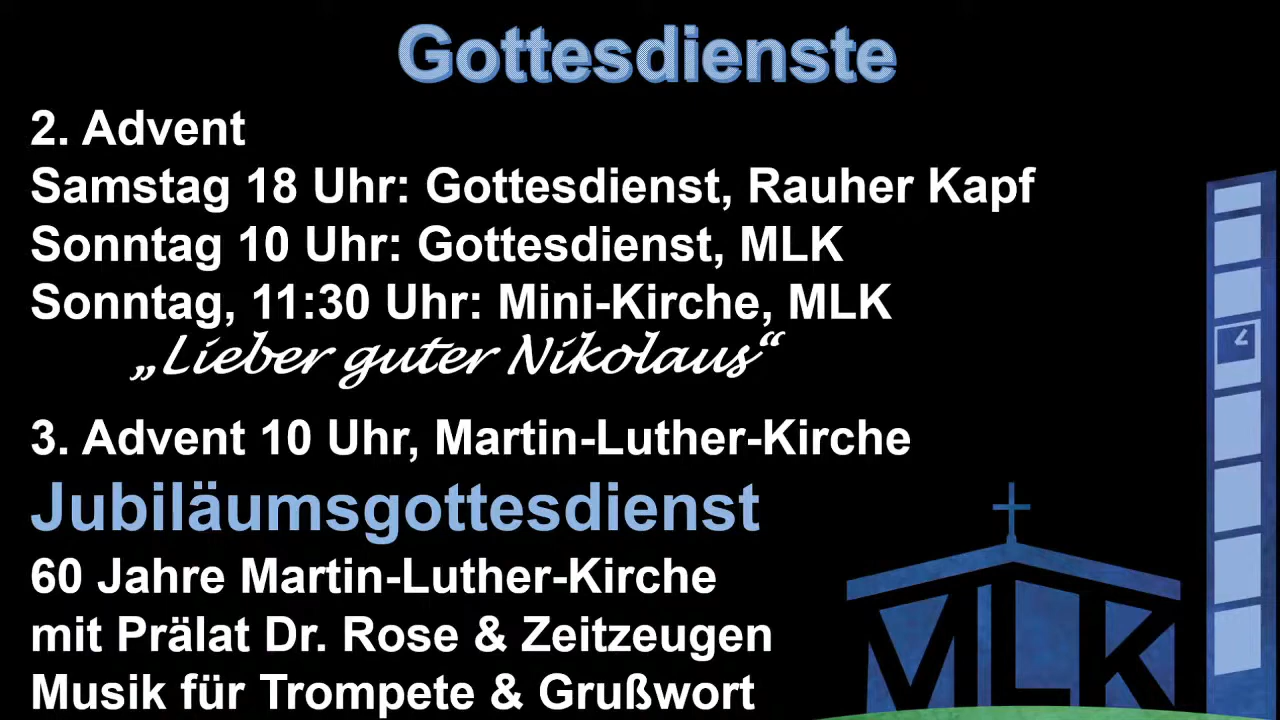 Gottesdienste
2. Advent
Samstag 18 Uhr: Gottesdienst, Rauher Kapf
Sonntag 10 Uhr: Gottesdienst, MLK
Sonntag, 11:30 Uhr: Mini-Kirche, MLK
„Lieber guter Nikolaus“
3. Advent 10 Uhr, Martin-Luther-Kirche
Jubiläumsgottesdienst
60 Jahre Martin-Luther-Kirche
mit Prälat Dr. Rose & Zeitzeugen
Musik für Trompete & Grußwort
MLK